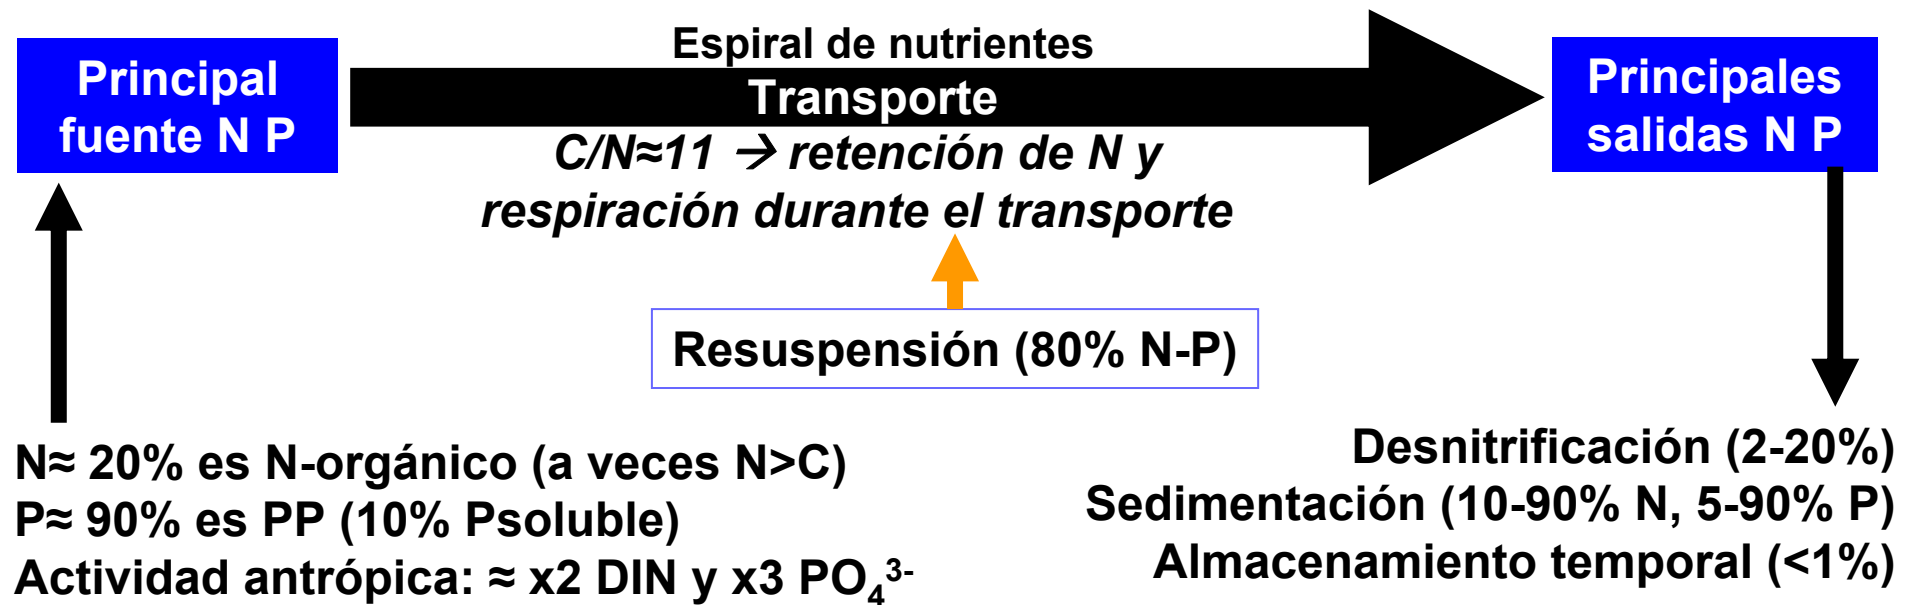 Principal
fuente N P
Espiral de nutrientes
Transporte
C/N≈11 → retención de N y
respiración durante el transporte
Principales
salidas N P
Resuspensión (80% N-P)
N≈ 20% es N-orgánico (a veces N>C)
P≈ 90% es PP (10% Psoluble)
Actividad antrópica: ≈ x2 DIN y x3 PO₄³⁻
Desnitrificación (2-20%)
Sedimentación (10-90% N, 5-90% P)
Almacenamiento temporal (<1%)